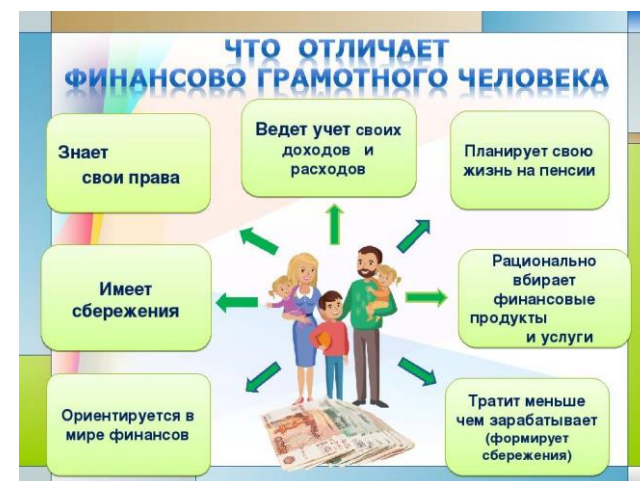 ЧТО ОТЛИЧАЕТ
ФИНАНСОВО ГРАМОТНОГО ЧЕЛОВЕКА
Знает
свои права
Ведет учет своих
доходов и
расходов
Планирует свою
жизнь на пенсии
Имеет
сбережения
Рационально
вбирает
финансовые
продукты
и услуги
Ориентируется в
мире финансов
Тратит меньше
чем зарабатывает
(формирует
сбережения)